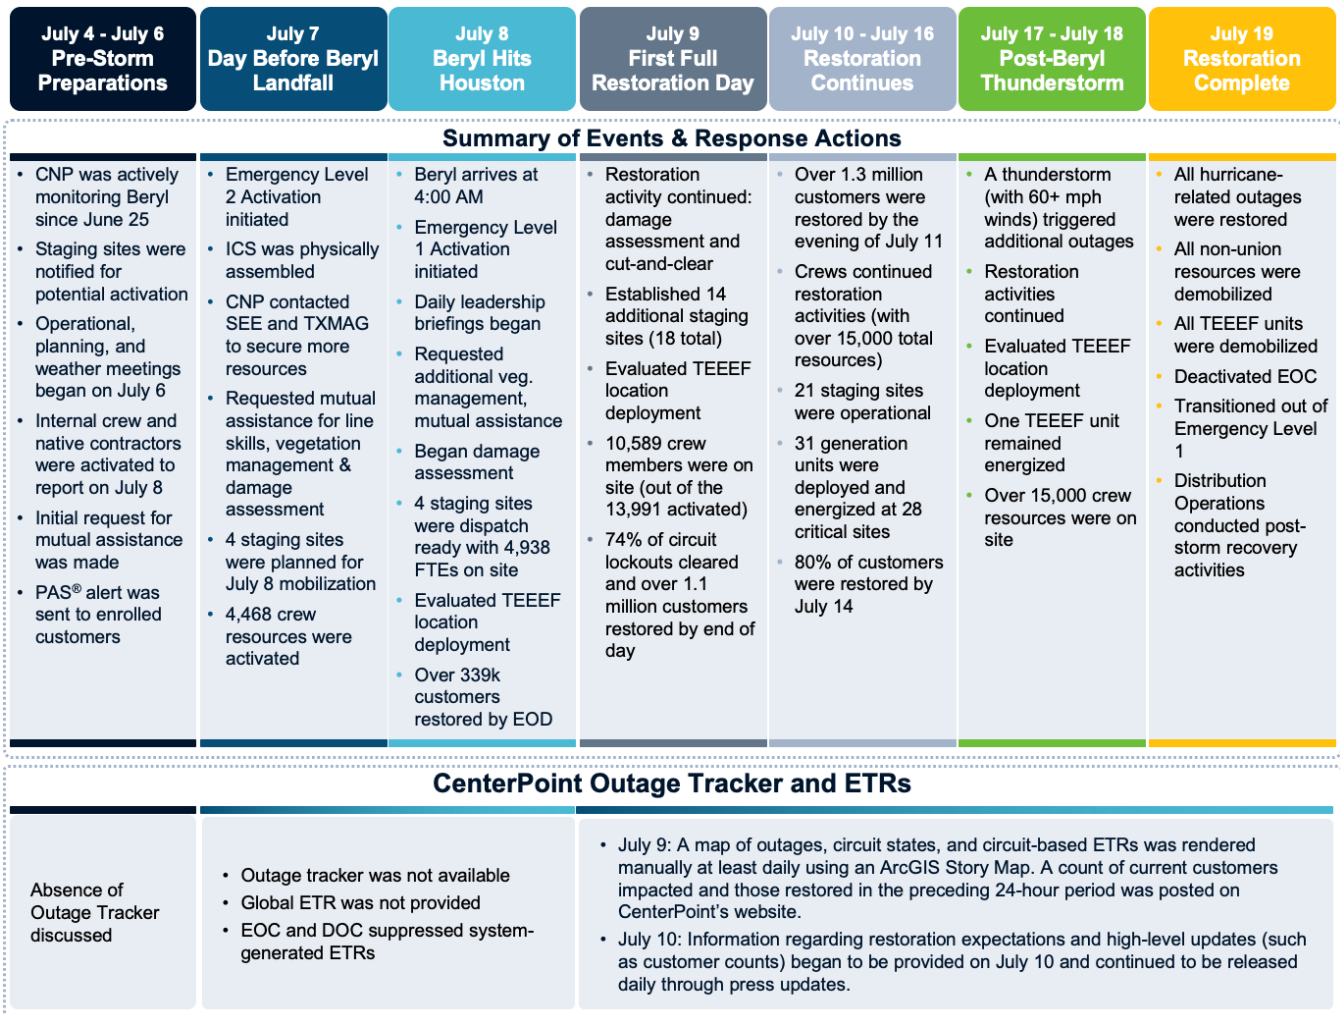 July 4 - July 6
Pre-Storm
Preparations
July 7
Day Before Beryl
Landfall
July 8
Beryl Hits
Houston
July 9
First Full
Restoration Day
July 10 - July 16
Restoration
Continues
July 17 - July 18
Post-Beryl
Thunderstorm
July 19
Restoration
Complete
Summary of Events & Response Actions
• CNP was actively
monitoring Beryl
since June 25
• Staging sites were
notified for
potential activation
• Operational,
planning, and
weather meetings
began on July 6
• Internal crew and
native contractors
were activated to
report on July 8
• Initial request for
mutual assistance
was made
• PAS® alert was
sent to enrolled
customers
• Emergency Level
2 Activation
initiated
• ICS was physically
assembled
• CNP contacted
SEE and TXMAG
to secure more
resources
• Requested mutual
assistance for line
skills, vegetation
management &
damage
assessment
• 4 staging sites
were planned for
July 8 mobilization
• 4,468 crew
resources were
activated
• Beryl arrives at
4:00 AM
• Emergency Level
1 Activation
initiated
• Daily leadership
briefings began
• Requested
additional veg.
management,
mutual assistance
• Began damage
assessment
• 4 staging sites
were dispatch
ready with 4,938
FTEs on site
• Evaluated TEEEF
location
deployment
• Over 339k
customers
restored by EOD
• Restoration
activity continued:
damage
assessment and
cut-and-clear
• Established 14
additional staging
sites (18 total)
• Evaluated TEEEF
location
deployment
• 10,589 crew
members were on
site (out of the
13,991 activated)
• 74% of circuit
lockouts cleared
and over 1.1
million customers
restored by end of
day
• Over 1.3 million
customers were
restored by the
evening of July 11
• Crews continued
restoration
activities (with
over 15,000 total
resources)
• 21 staging sites
were operational
• 31 generation
units were
deployed and
energized at 28
critical sites
• 80% of customers
were restored by
July 14
• A thunderstorm
(with 60+ mph
winds) triggered
additional outages
• Restoration
activities
continued
• Evaluated TEEEF
location
deployment
• One TEEEF unit
remained
energized
• Over 15,000 crew
resources were on
site
• All hurricane-
related outages
were restored
• All non-union
resources were
demobilized
• All TEEEF units
were demobilized
• Deactivated EOC
• Transitioned out of
Emergency Level
1
• Distribution
Operations
conducted post-
storm recovery
activities
CenterPoint Outage Tracker and ETRs
Absence of
Outage Tracker
discussed
• Outage tracker was not available
• Global ETR was not provided
• EOC and DOC suppressed system-
generated ETRs
• July 9: A map of outages, circuit states, and circuit-based ETRs was rendered
manually at least daily using an ArcGIS Story Map. A count of current customers
impacted and those restored in the preceding 24-hour period was posted on
CenterPoint's website.
• July 10: Information regarding restoration expectations and high-level updates (such
as customer counts) began to be provided on July 10 and continued to be released
daily through press updates.